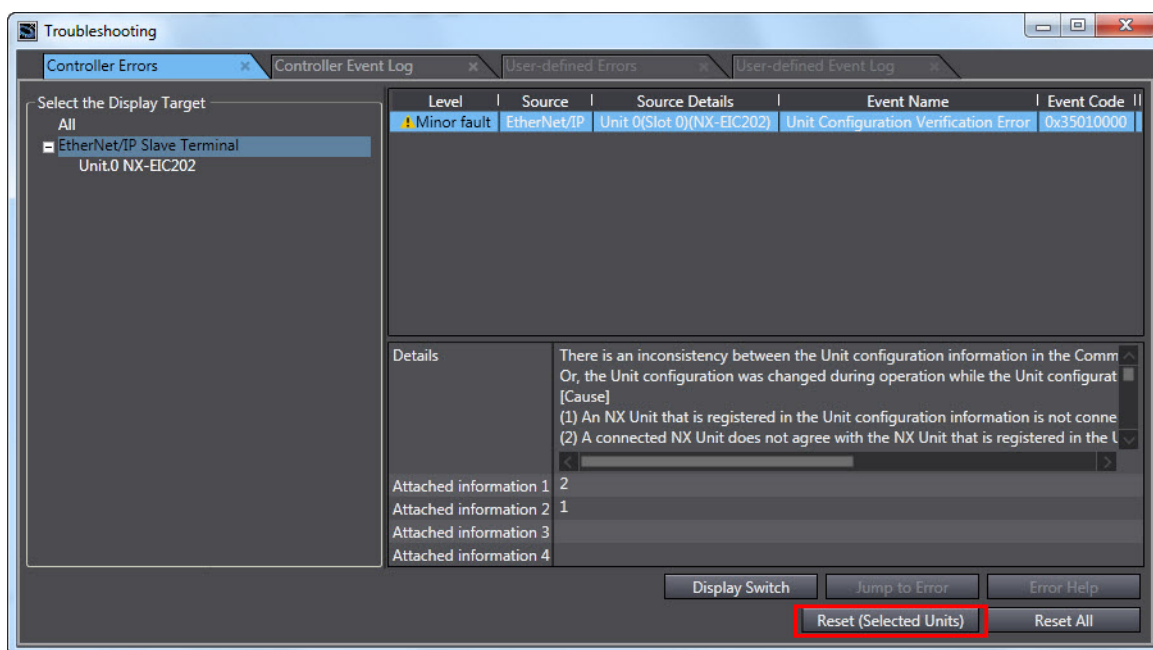 Troubleshooting
Controller Errors Controller Event Log User-defined Errors User-defined Event Log
Select the Display Target
All
EtherNet/IP Slave Terminal
Unit.0 NX-EIC202
Level Source Source Details Event Name Event Code
Minor fault EtherNet/IP Unit 0(Slot 0)(NX-EIC202) Unit Configuration Verification Error 0x35010000
Details
There is an inconsistency between the Unit configuration information in the Comm
Or, the Unit configuration was changed during operation while the Unit configurat
[Cause]
(1) An NX Unit that is registered in the Unit configuration information is not conne
(2) A connected NX Unit does not agree with the NX Unit that is registered in the
Attached information 1 2
Attached information 2 1
Attached information 3
Attached information 4
Display Switch Jump to Error Error Help
Reset (Selected Units) Reset All